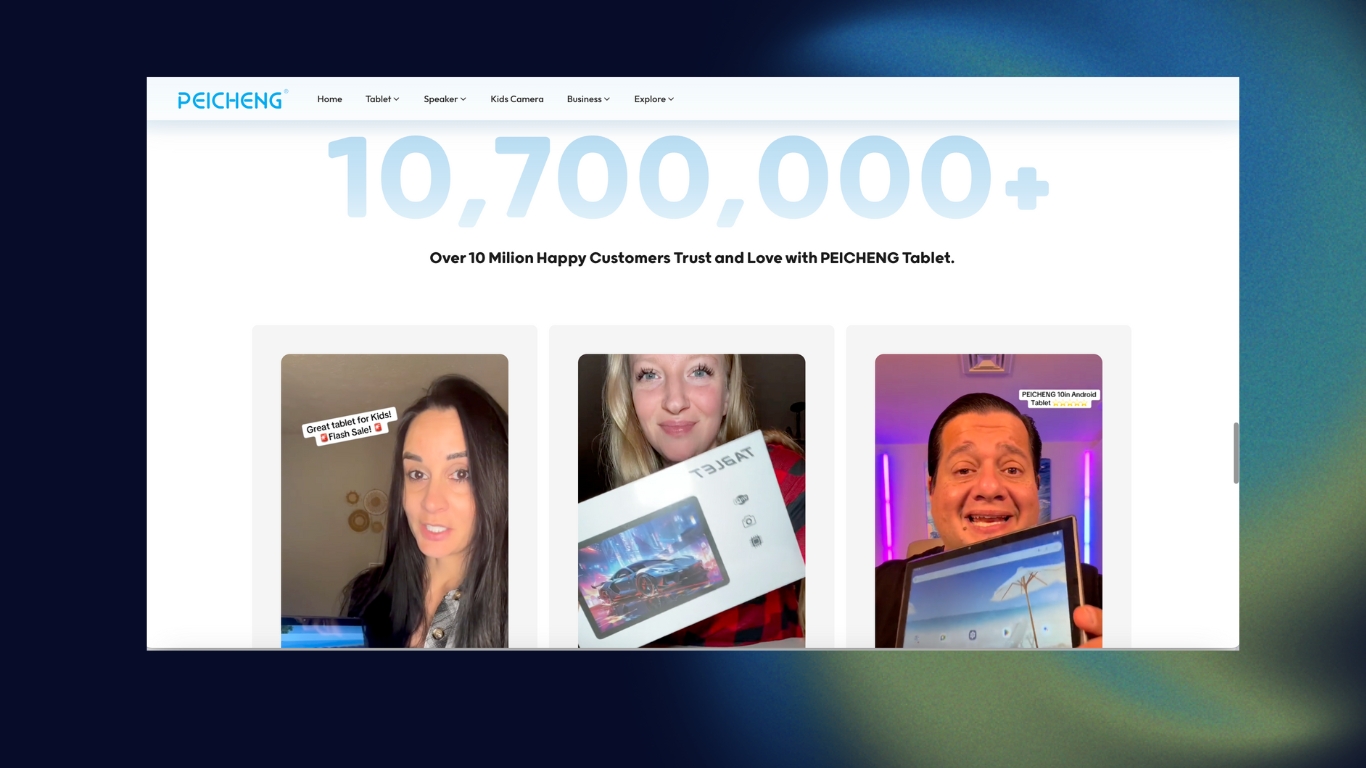 PEICHENG®
Home Tablet Speaker Kids Camera Business Explore
10,700,000+
Over 10 Milion Happy Customers Trust and Love with PEICHENG Tablet.
Great tablet for Kids!
🚨Flash Sale! 🚨
TABLET
PEICHENG 10in Android
Tablet ⭐⭐⭐⭐⭐